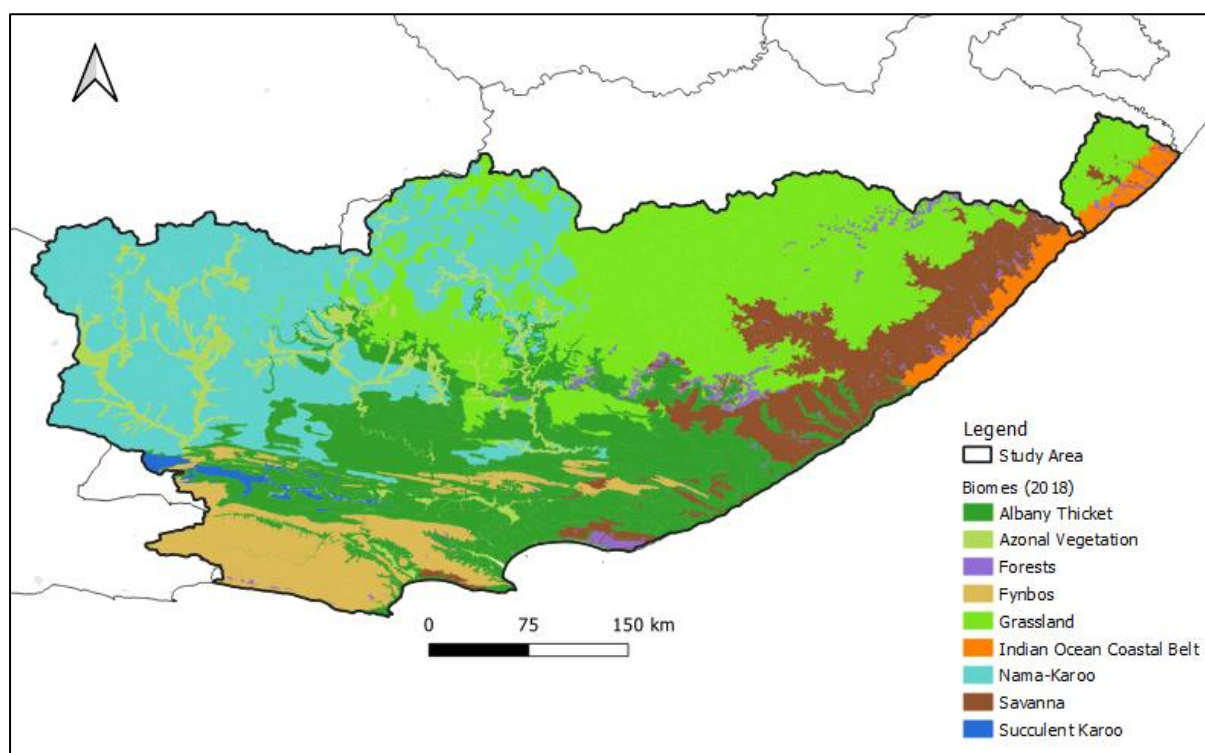 0 75 150 km
Legend
Study Area
Biomes (2018)
Albany Thicket
Azonal Vegetation
Forests
Fynbos
Grassland
Indian Ocean Coastal Belt
Nama-Karoo
Savanna
Succulent Karoo